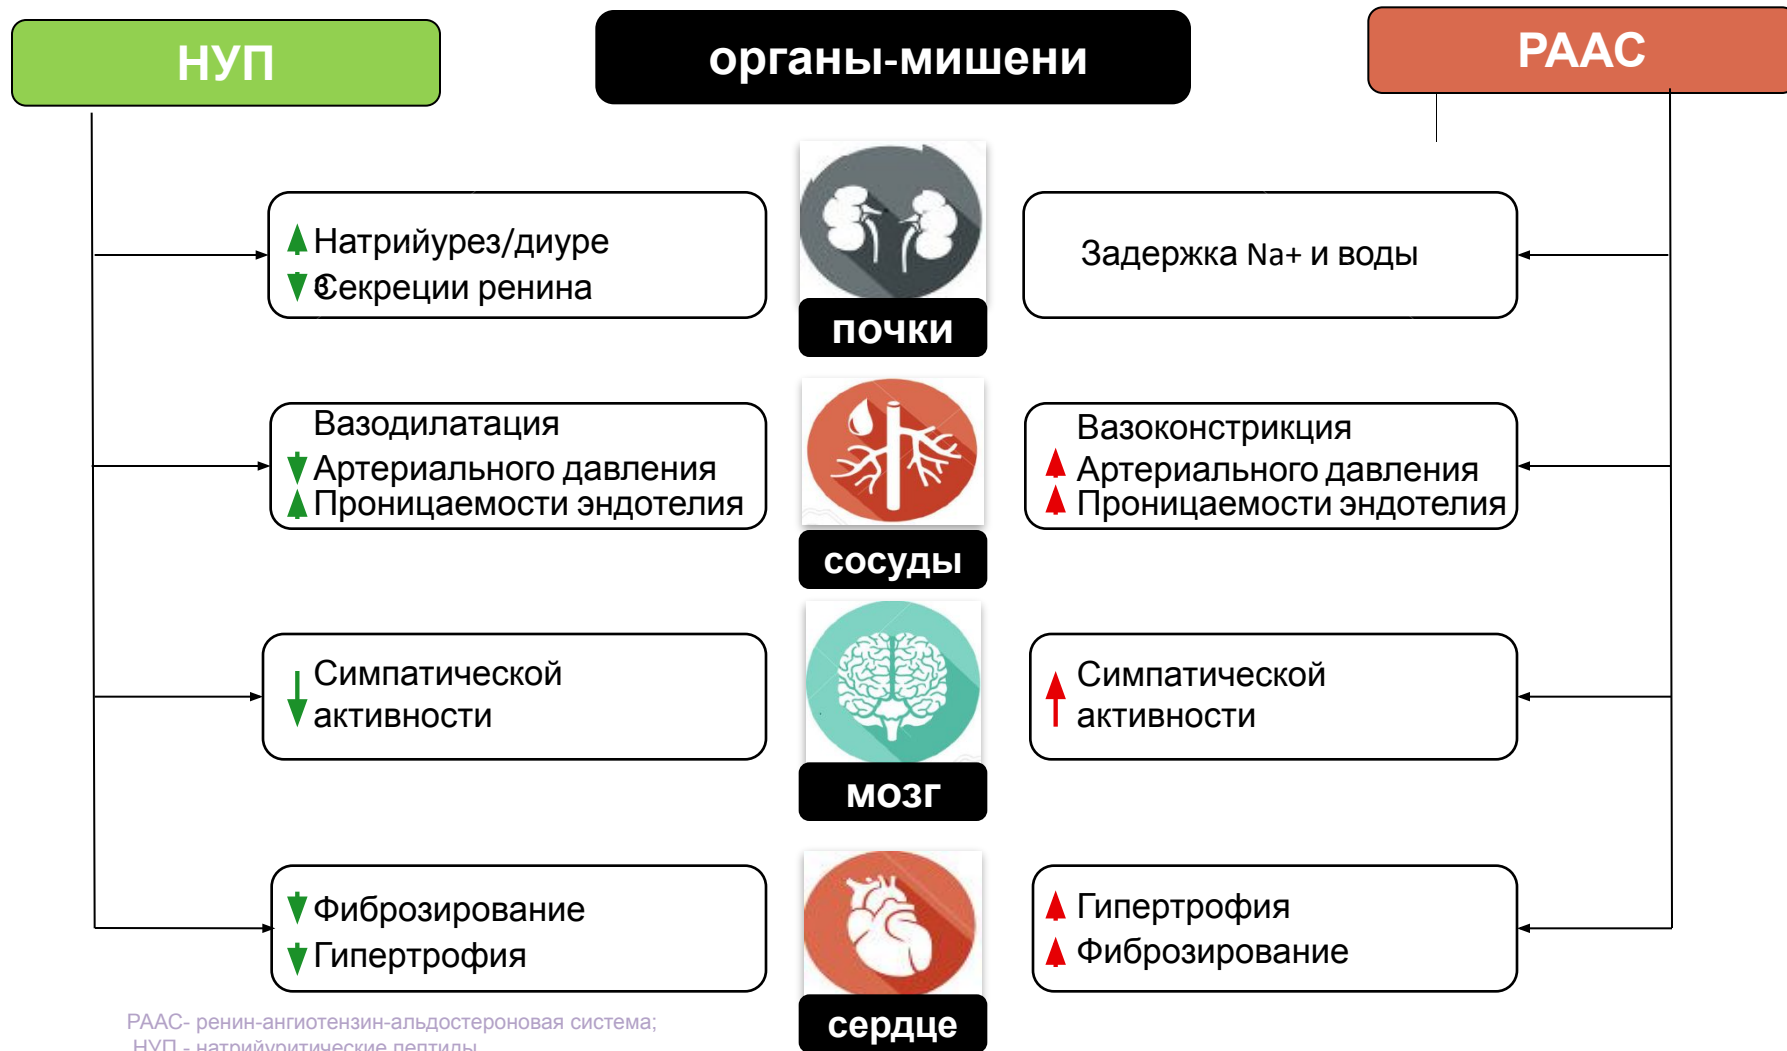 НУП
органы-мишени
РААС
Натрийурез/диуре
з
Секреции ренина
почки
Задержка Na+ и воды
Вазодилатация
Артериального давления
Проницаемости эндотелия
сосуды
Вазоконстрикция
Артериального давления
Проницаемости эндотелия
Симпатической
активности
мозг
Симпатической
активности
Фиброзирование
Гипертрофия
сердце
Гипертрофия
Фиброзирование
РААС- ренин-ангиотензин-альдостероновая система;
НУП - натрийуритические пептиды